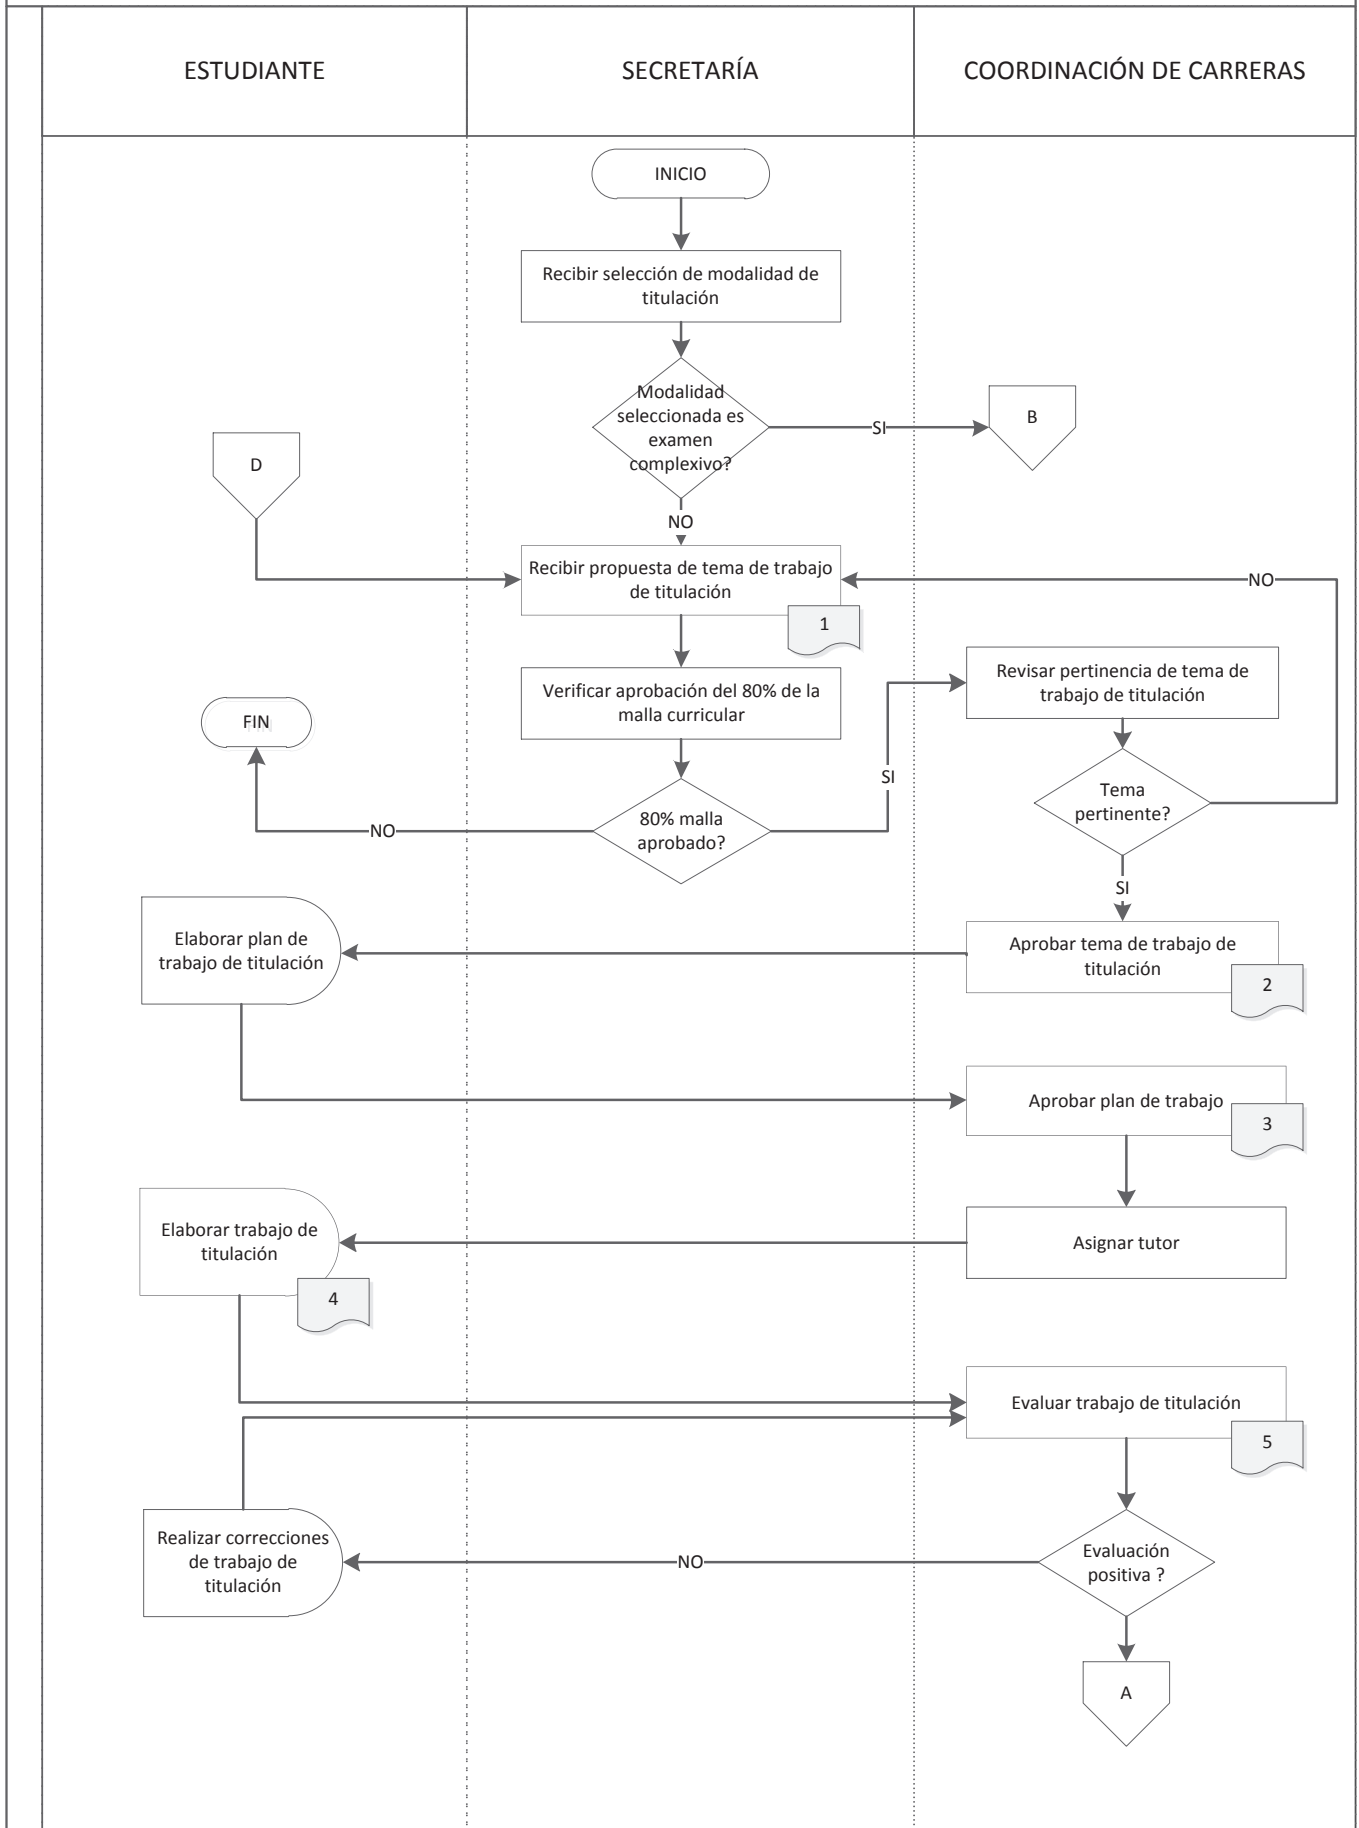 ESTUDIANTE
SECRETARÍA
COORDINACIÓN DE CARRERAS
INICIO
Recibir selección de modalidad de
titulación
Modalidad
seleccionada es
examen
complexivo?
SI
B
D
NO
Recibir propuesta de tema de trabajo
de titulación
NO
1
Verificar aprobación del 80% de la
malla curricular
Revisar pertinencia de tema de
trabajo de titulación
FIN
SI
Tema
pertinente?
80% malla
aprobado?
NO
SI
Elaborar plan de
trabajo de titulación
Aprobar tema de trabajo de
titulación
2
Aprobar plan de trabajo
3
Elaborar trabajo de
titulación
Asignar tutor
4
Evaluar trabajo de titulación
5
Realizar correcciones
de trabajo de
titulación
NO
Evaluación
positiva ?
A